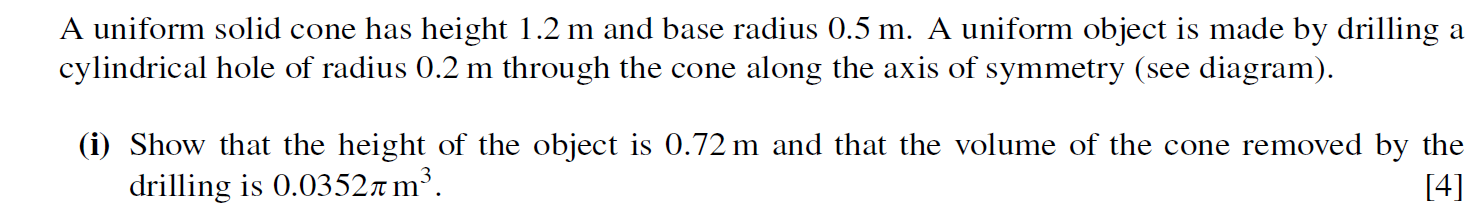 A uniform solid cone has height 1.2 m and base radius 0.5 m. A uniform object is made by drilling a
cylindrical hole of radius 0.2 m through the cone along the axis of symmetry (see diagram).
(i) Show that the height of the object is 0.72 m and that the volume of the cone removed by the
drilling is 0.0352π m³. [4]